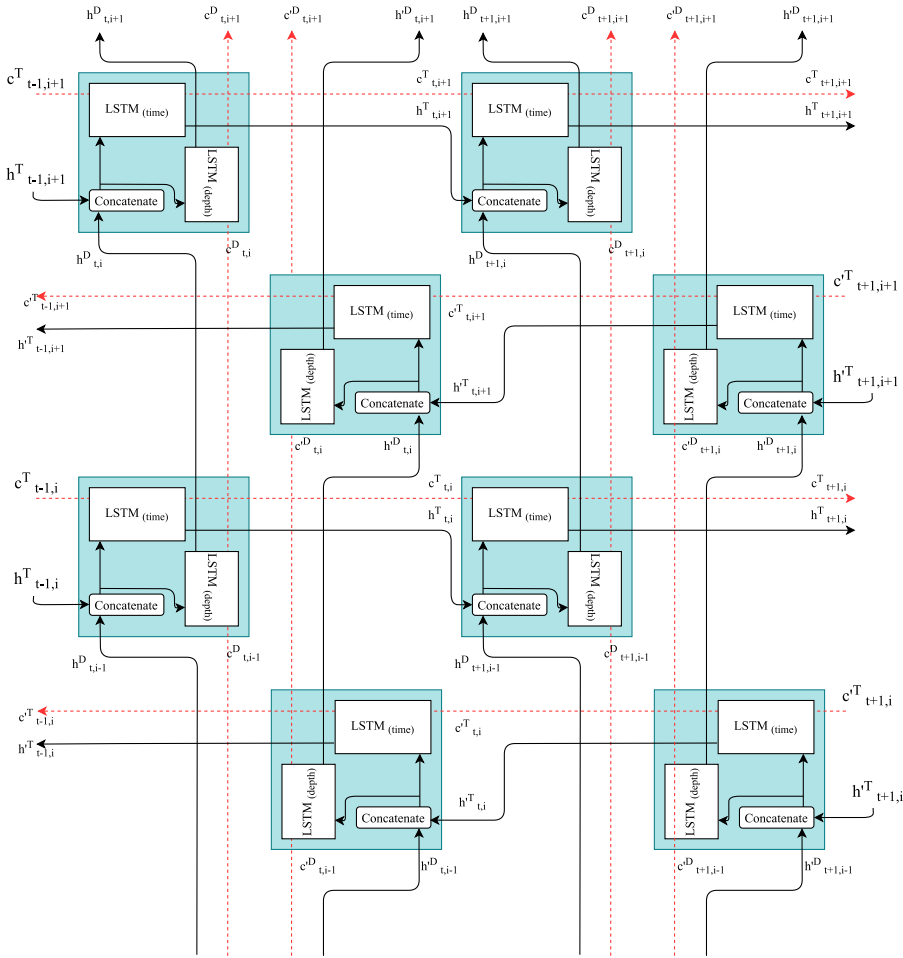 h^D_{t,i+1} c^D_{t,i+1} c'^D_{t,i+1} h'^D_{t,i+1} h^D_{t+1,i+1} c^D_{t+1,i+1} c'^D_{t+1,i+1} h'^D_{t+1,i+1}
c^T_{t-1,i+1} c^T_{t,i+1} c^T_{t+1,i+1}
LSTM (time) LSTM (time)
h^T_{t,i+1} h^T_{t+1,i+1}
LSTM (depth) LSTM (depth)
h^T_{t-1,i+1}
Concatenate Concatenate
c^D_{t,i} c^D_{t+1,i}
h^D_{t,i} h^D_{t+1,i}
c'^T_{t-1,i+1} c'^T_{t+1,i+1}
LSTM (time) c'^T_{t,i+1} LSTM (time)
h'^T_{t-1,i+1}
LSTM (depth) LSTM (depth)
h'^T_{t,i+1} h'^T_{t+1,i+1}
Concatenate Concatenate
c'^D_{t,i} h'^D_{t,i} c'^D_{t+1,i} h'^D_{t+1,i}
c^T_{t-1,i} c^T_{t,i} c^T_{t+1,i}
LSTM (time) LSTM (time)
h^T_{t,i} h^T_{t+1,i}
LSTM (depth) LSTM (depth)
h^T_{t-1,i}
Concatenate Concatenate
c^D_{t,i-1} c^D_{t+1,i-1}
h^D_{t,i-1} h^D_{t+1,i-1}
c'^T_{t-1,i} c'^T_{t+1,i}
LSTM (time) c'^T_{t,i} LSTM (time)
h'^T_{t-1,i}
LSTM (depth) LSTM (depth)
h'^T_{t,i} h'^T_{t+1,i}
Concatenate Concatenate
c'^D_{t,i-1} h'^D_{t,i-1} c'^D_{t+1,i-1} h'^D_{t+1,i-1}